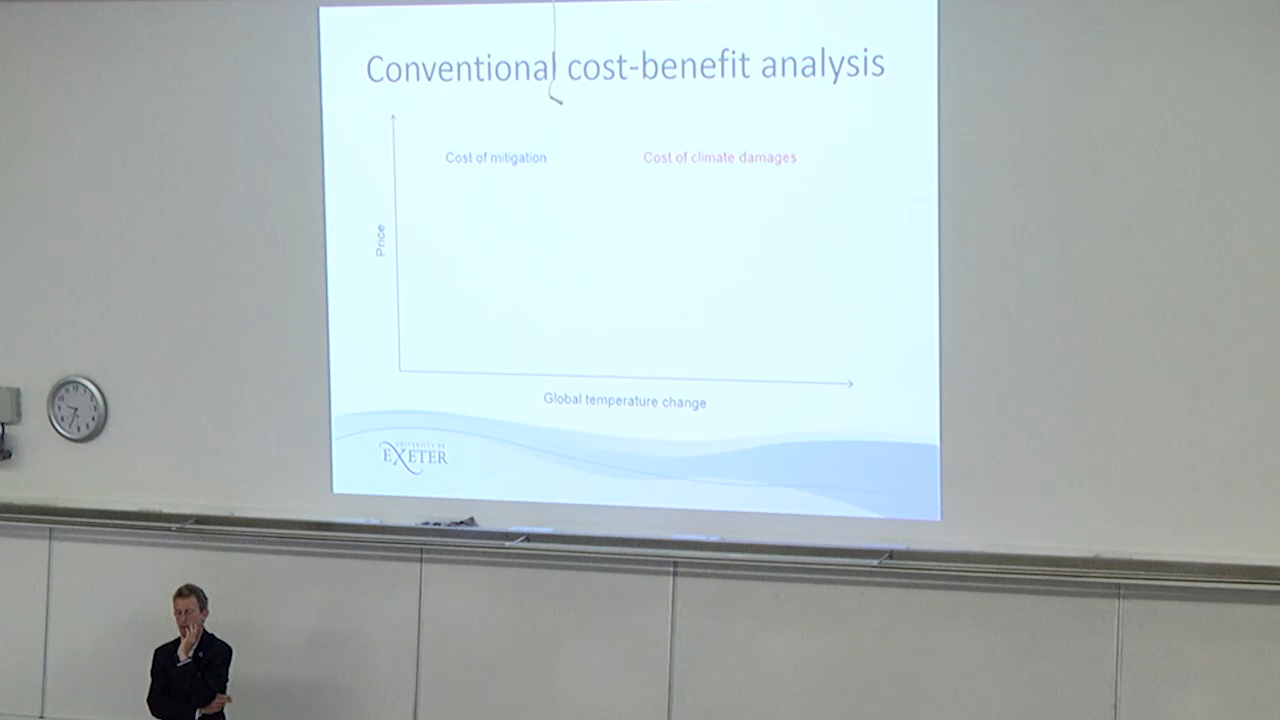 Conventional cost-benefit analysis
Cost of mitigation
Cost of climate damages
Price
Global temperature change
UNIVERSITY OF
EXETER